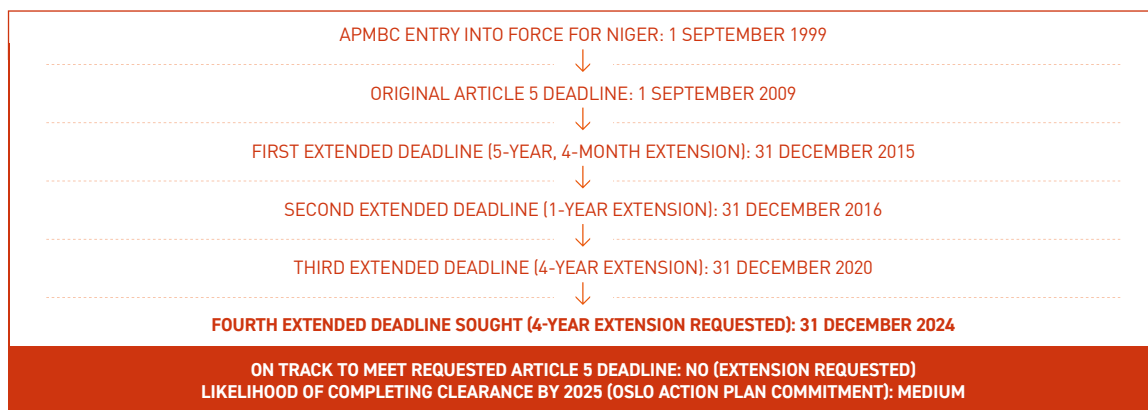 APMBC ENTRY INTO FORCE FOR NIGER: 1 SEPTEMBER 1999
ORIGINAL ARTICLE 5 DEADLINE: 1 SEPTEMBER 2009
FIRST EXTENDED DEADLINE (5-YEAR, 4-MONTH EXTENSION): 31 DECEMBER 2015
SECOND EXTENDED DEADLINE (1-YEAR EXTENSION): 31 DECEMBER 2016
THIRD EXTENDED DEADLINE (4-YEAR EXTENSION): 31 DECEMBER 2020
FOURTH EXTENDED DEADLINE SOUGHT (4-YEAR EXTENSION REQUESTED): 31 DECEMBER 2024
ON TRACK TO MEET REQUESTED ARTICLE 5 DEADLINE: NO (EXTENSION REQUESTED)
LIKELIHOOD OF COMPLETING CLEARANCE BY 2025 (OSLO ACTION PLAN COMMITMENT): MEDIUM